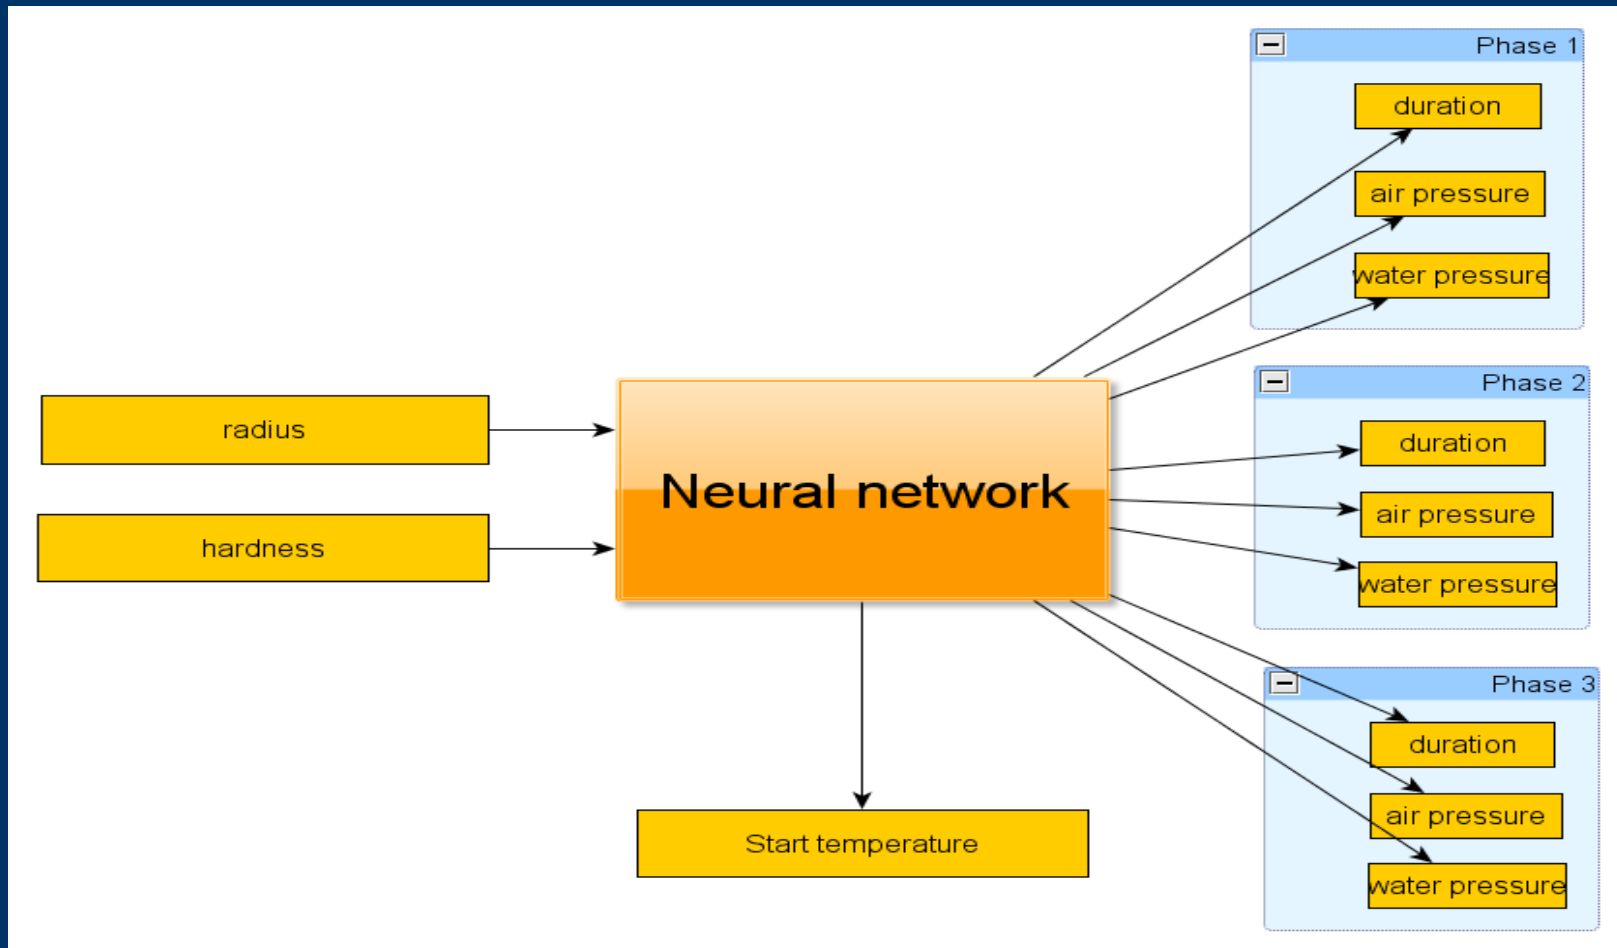 radius
hardness
Neural network
Start temperature
Phase 1
duration
air pressure
water pressure
Phase 2
duration
air pressure
water pressure
Phase 3
duration
air pressure
water pressure